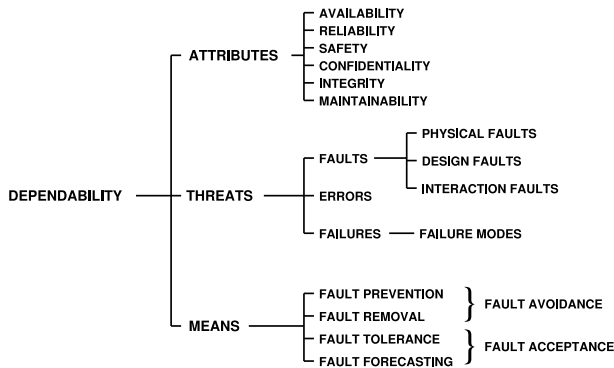 AVAILABILITY
RELIABILITY
SAFETY
ATTRIBUTES
CONFIDENTIALITY
INTEGRITY
MAINTAINABILITY
PHYSICAL FAULTS
FAULTS
DESIGN FAULTS
INTERACTION FAULTS
DEPENDABILITY
THREATS
ERRORS
FAILURES
FAILURE MODES
FAULT PREVENTION
FAULT AVOIDANCE
FAULT REMOVAL
MEANS
FAULT TOLERANCE
FAULT ACCEPTANCE
FAULT FORECASTING